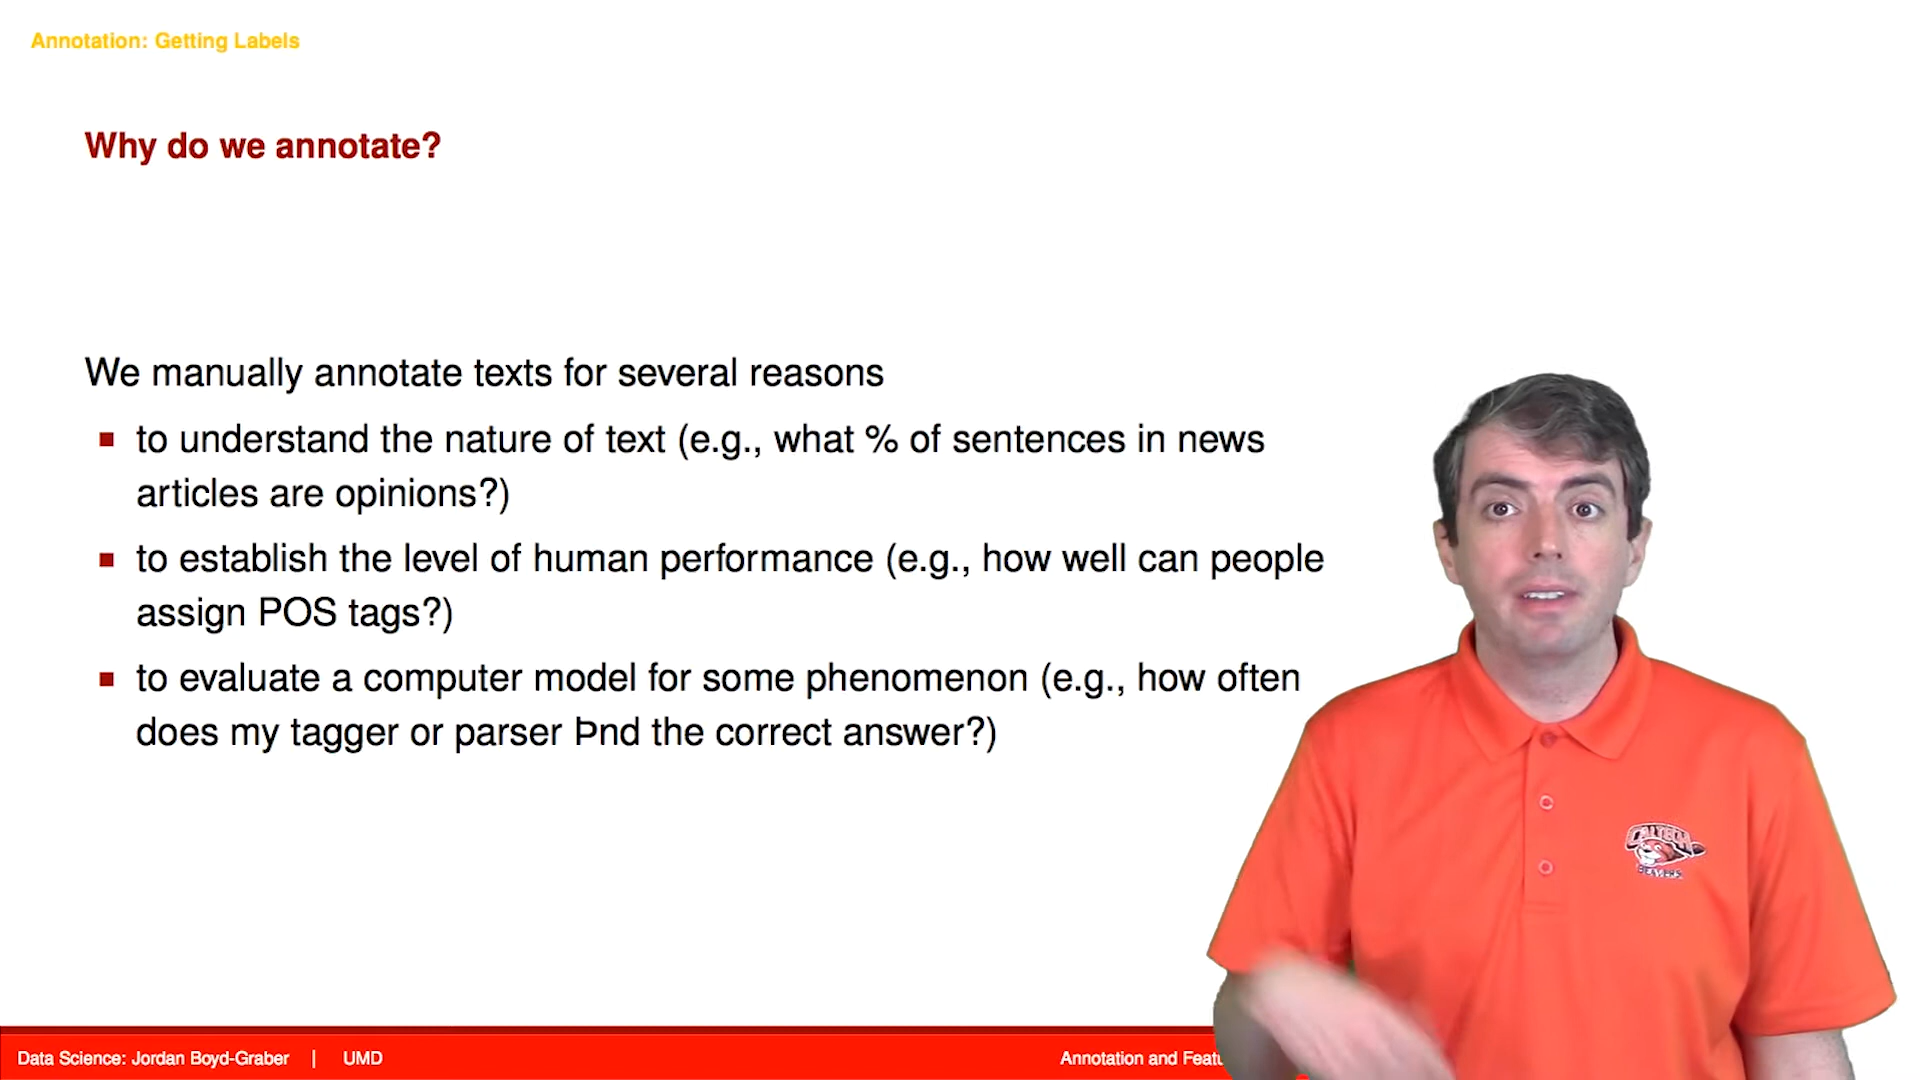 Annotation: Getting Labels
Why do we annotate?
We manually annotate texts for several reasons
to understand the nature of text (e.g., what % of sentences in news
articles are opinions?)
to establish the level of human performance (e.g., how well can people
assign POS tags?)
to evaluate a computer model for some phenomenon (e.g., how often
does my tagger or parser Þnd the correct answer?)
CALTECH
BEAVERS
Data Science: Jordan Boyd-Graber | UMD
Annotation and Featu